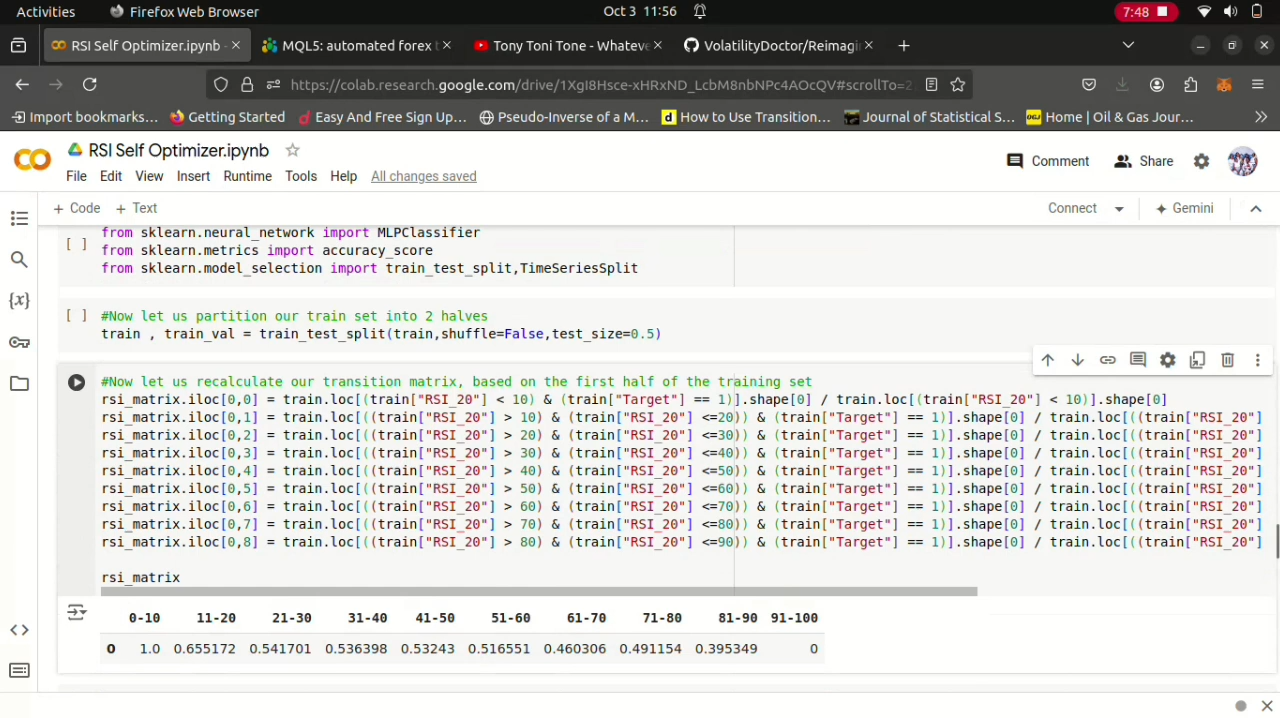 Activities Firefox Web Browser Oct 3 11:56 7:48
RSI Self Optimizer.ipynb MQL5: automated forex t Tony Toni Tone - Whateve VolatilityDoctor/Reimagi
https://colab.research.google.com/drive/1XgI8Hsce-xHRxND_LcbM8nbNPc4AOcQV#scrollTo=2
Import bookmarks... Getting Started Easy And Free Sign Up... Pseudo-Inverse of a M... How to Use Transition... Journal of Statistical S... Home | Oil & Gas Jour...
RSI Self Optimizer.ipynb Comment Share
File Edit View Insert Runtime Tools Help All changes saved
+ Code + Text Connect Gemini
from sklearn.neural_network import MLPClassifier
[ ] from sklearn.metrics import accuracy_score
from sklearn.model_selection import train_test_split,TimeSeriesSplit
[ ] #Now let us partition our train set into 2 halves
train , train_val = train_test_split(train,shuffle=False,test_size=0.5)
#Now let us recalculate our transition matrix, based on the first half of the training set
rsi_matrix.iloc[0,0] = train.loc[(train["RSI_20"] < 10) & (train["Target"] == 1)].shape[0] / train.loc[(train["RSI_20"] < 10)].shape[0]
rsi_matrix.iloc[0,1] = train.loc[((train["RSI_20"] > 10) & (train["RSI_20"] <=20)) & (train["Target"] == 1)].shape[0] / train.loc[((train["RSI_20"]
rsi_matrix.iloc[0,2] = train.loc[((train["RSI_20"] > 20) & (train["RSI_20"] <=30)) & (train["Target"] == 1)].shape[0] / train.loc[((train["RSI_20"]
rsi_matrix.iloc[0,3] = train.loc[((train["RSI_20"] > 30) & (train["RSI_20"] <=40)) & (train["Target"] == 1)].shape[0] / train.loc[((train["RSI_20"]
rsi_matrix.iloc[0,4] = train.loc[((train["RSI_20"] > 40) & (train["RSI_20"] <=50)) & (train["Target"] == 1)].shape[0] / train.loc[((train["RSI_20"]
rsi_matrix.iloc[0,5] = train.loc[((train["RSI_20"] > 50) & (train["RSI_20"] <=60)) & (train["Target"] == 1)].shape[0] / train.loc[((train["RSI_20"]
rsi_matrix.iloc[0,6] = train.loc[((train["RSI_20"] > 60) & (train["RSI_20"] <=70)) & (train["Target"] == 1)].shape[0] / train.loc[((train["RSI_20"]
rsi_matrix.iloc[0,7] = train.loc[((train["RSI_20"] > 70) & (train["RSI_20"] <=80)) & (train["Target"] == 1)].shape[0] / train.loc[((train["RSI_20"]
rsi_matrix.iloc[0,8] = train.loc[((train["RSI_20"] > 80) & (train["RSI_20"] <=90)) & (train["Target"] == 1)].shape[0] / train.loc[((train["RSI_20"]
rsi_matrix
0-10 11-20 21-30 31-40 41-50 51-60 61-70 71-80 81-90 91-100
0 1.0 0.655172 0.541701 0.536398 0.53243 0.516551 0.460306 0.491154 0.395349 0